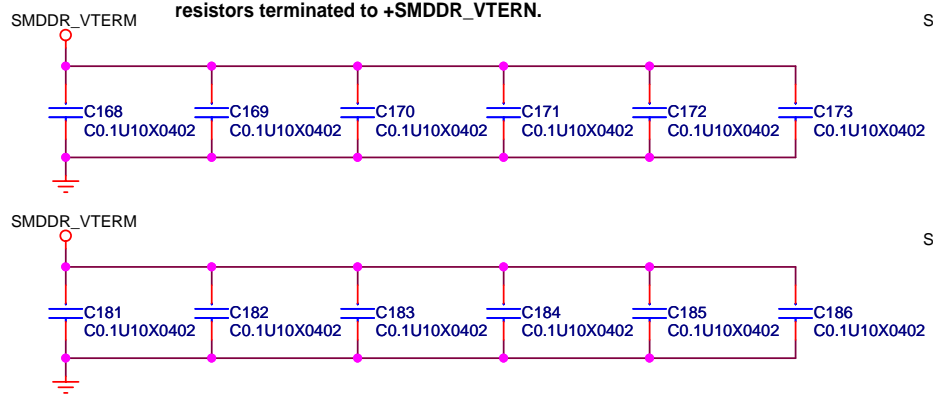 resistors terminated to +SMDDR_VTERN.
SMDDR_VTERM
S
C168 C169 C170 C171 C172 C173
C0.1U10X0402 C0.1U10X0402 C0.1U10X0402 C0.1U10X0402 C0.1U10X0402 C0.1U10X0402
SMDDR_VTERM
S
C181 C182 C183 C184 C185 C186
C0.1U10X0402 C0.1U10X0402 C0.1U10X0402 C0.1U10X0402 C0.1U10X0402 C0.1U10X0402